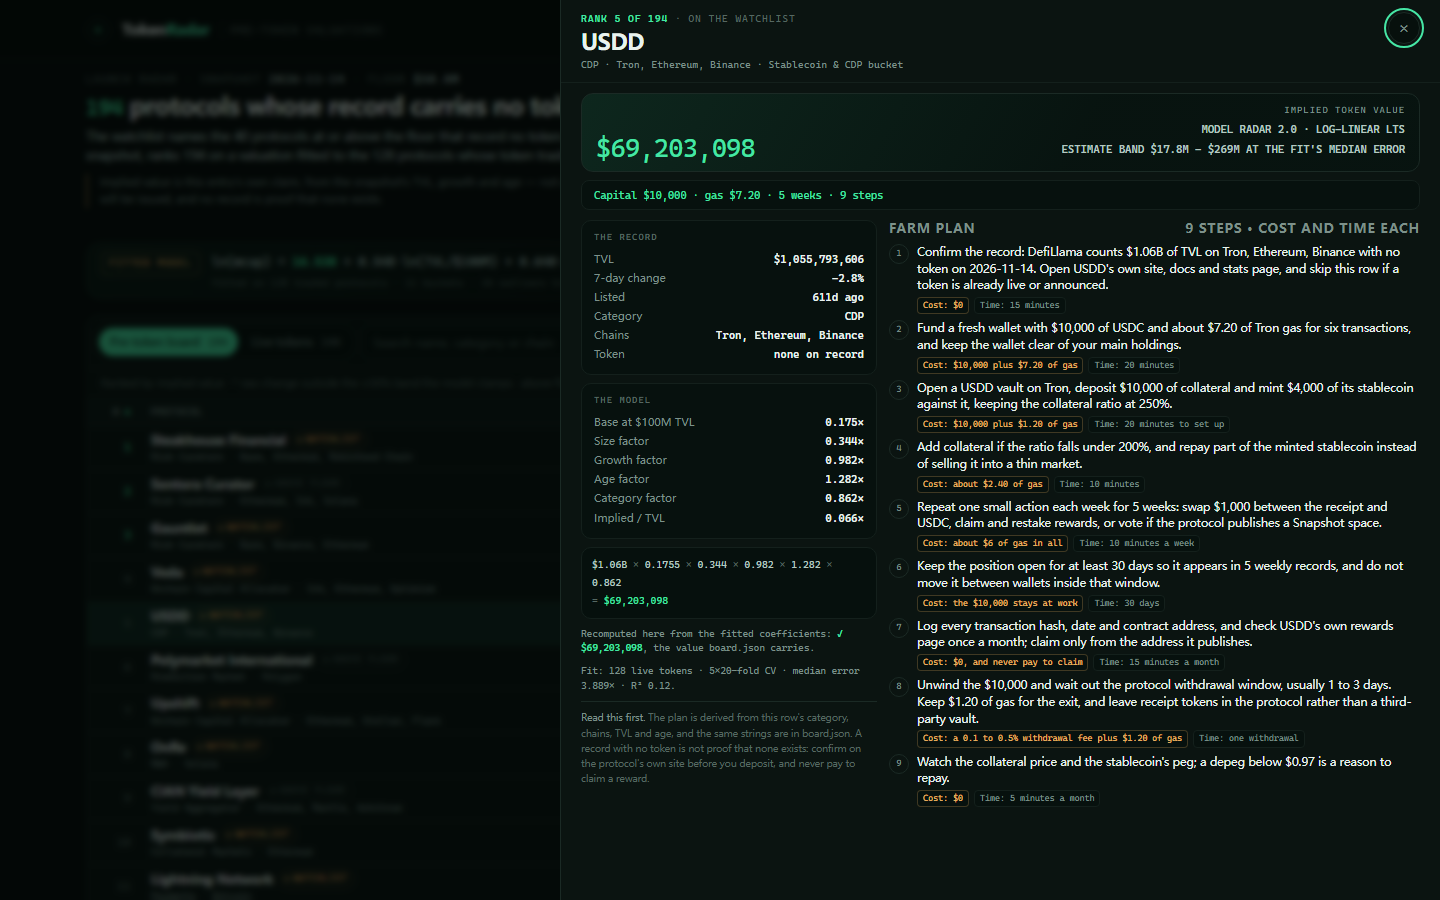 RANK 5 OF 194 · ON THE WATCHLIST
USDD
CDP · Tron, Ethereum, Binance · Stablecoin & CDP bucket
×
$69,203,098
IMPLIED TOKEN VALUE
MODEL RADAR 2.0 · LOG-LINEAR LTS
ESTIMATE BAND $17.8M – $269M AT THE FIT'S MEDIAN ERROR
Capital $10,000 · gas $7.20 · 5 weeks · 9 steps
THE RECORD
TVL $1,055,793,606
7-day change −2.8%
Listed 611d ago
Category CDP
Chains Tron, Ethereum, Binance
Token none on record
THE MODEL
Base at $100M TVL 0.175×
Size factor 0.344×
Growth factor 0.982×
Age factor 1.282×
Category factor 0.862×
Implied / TVL 0.066×
$1.06B × 0.1755 × 0.344 × 0.982 × 1.282 ×
0.862
= $69,203,098
Recomputed here from the fitted coefficients: ✓
$69,203,098, the value board.json carries.
Fit: 128 live tokens · 5×20-fold CV · median error
3.889× · R² 0.12.
Read this first. The plan is derived from this row's category,
chains, TVL and age, and the same strings are in board.json. A
record with no token is not proof that none exists: confirm on
the protocol's own site before you deposit, and never pay to
claim a reward.
FARM PLAN
9 STEPS • COST AND TIME EACH
1 Confirm the record: DefiLlama counts $1.06B of TVL on Tron, Ethereum, Binance with no
token on 2026-11-14. Open USDD's own site, docs and stats page, and skip this row if a
token is already live or announced.
Cost: $0 Time: 15 minutes
2 Fund a fresh wallet with $10,000 of USDC and about $7.20 of Tron gas for six transactions,
and keep the wallet clear of your main holdings.
Cost: $10,000 plus $7.20 of gas Time: 20 minutes
3 Open a USDD vault on Tron, deposit $10,000 of collateral and mint $4,000 of its stablecoin
against it, keeping the collateral ratio at 250%.
Cost: $10,000 plus $1.20 of gas Time: 20 minutes to set up
4 Add collateral if the ratio falls under 200%, and repay part of the minted stablecoin instead
of selling it into a thin market.
Cost: about $2.40 of gas Time: 10 minutes
5 Repeat one small action each week for 5 weeks: swap $1,000 between the receipt and
USDC, claim and restake rewards, or vote if the protocol publishes a Snapshot space.
Cost: about $6 of gas in all Time: 10 minutes a week
6 Keep the position open for at least 30 days so it appears in 5 weekly records, and do not
move it between wallets inside that window.
Cost: the $10,000 stays at work Time: 30 days
7 Log every transaction hash, date and contract address, and check USDD's own rewards
page once a month; claim only from the address it publishes.
Cost: $0, and never pay to claim Time: 15 minutes a month
8 Unwind the $10,000 and wait out the protocol withdrawal window, usually 1 to 3 days.
Keep $1.20 of gas for the exit, and leave receipt tokens in the protocol rather than a third-
party vault.
Cost: a 0.1 to 0.5% withdrawal fee plus $1.20 of gas Time: one withdrawal
9 Watch the collateral price and the stablecoin's peg; a depeg below $0.97 is a reason to
repay.
Cost: $0 Time: 5 minutes a month
TokenRadar
194 protocols whose record carries no
Steakhouse Financial
Sentora Curator
Gauntlet
USDD
Polymarket International
Upshift
Symbiotic
Lightning Network